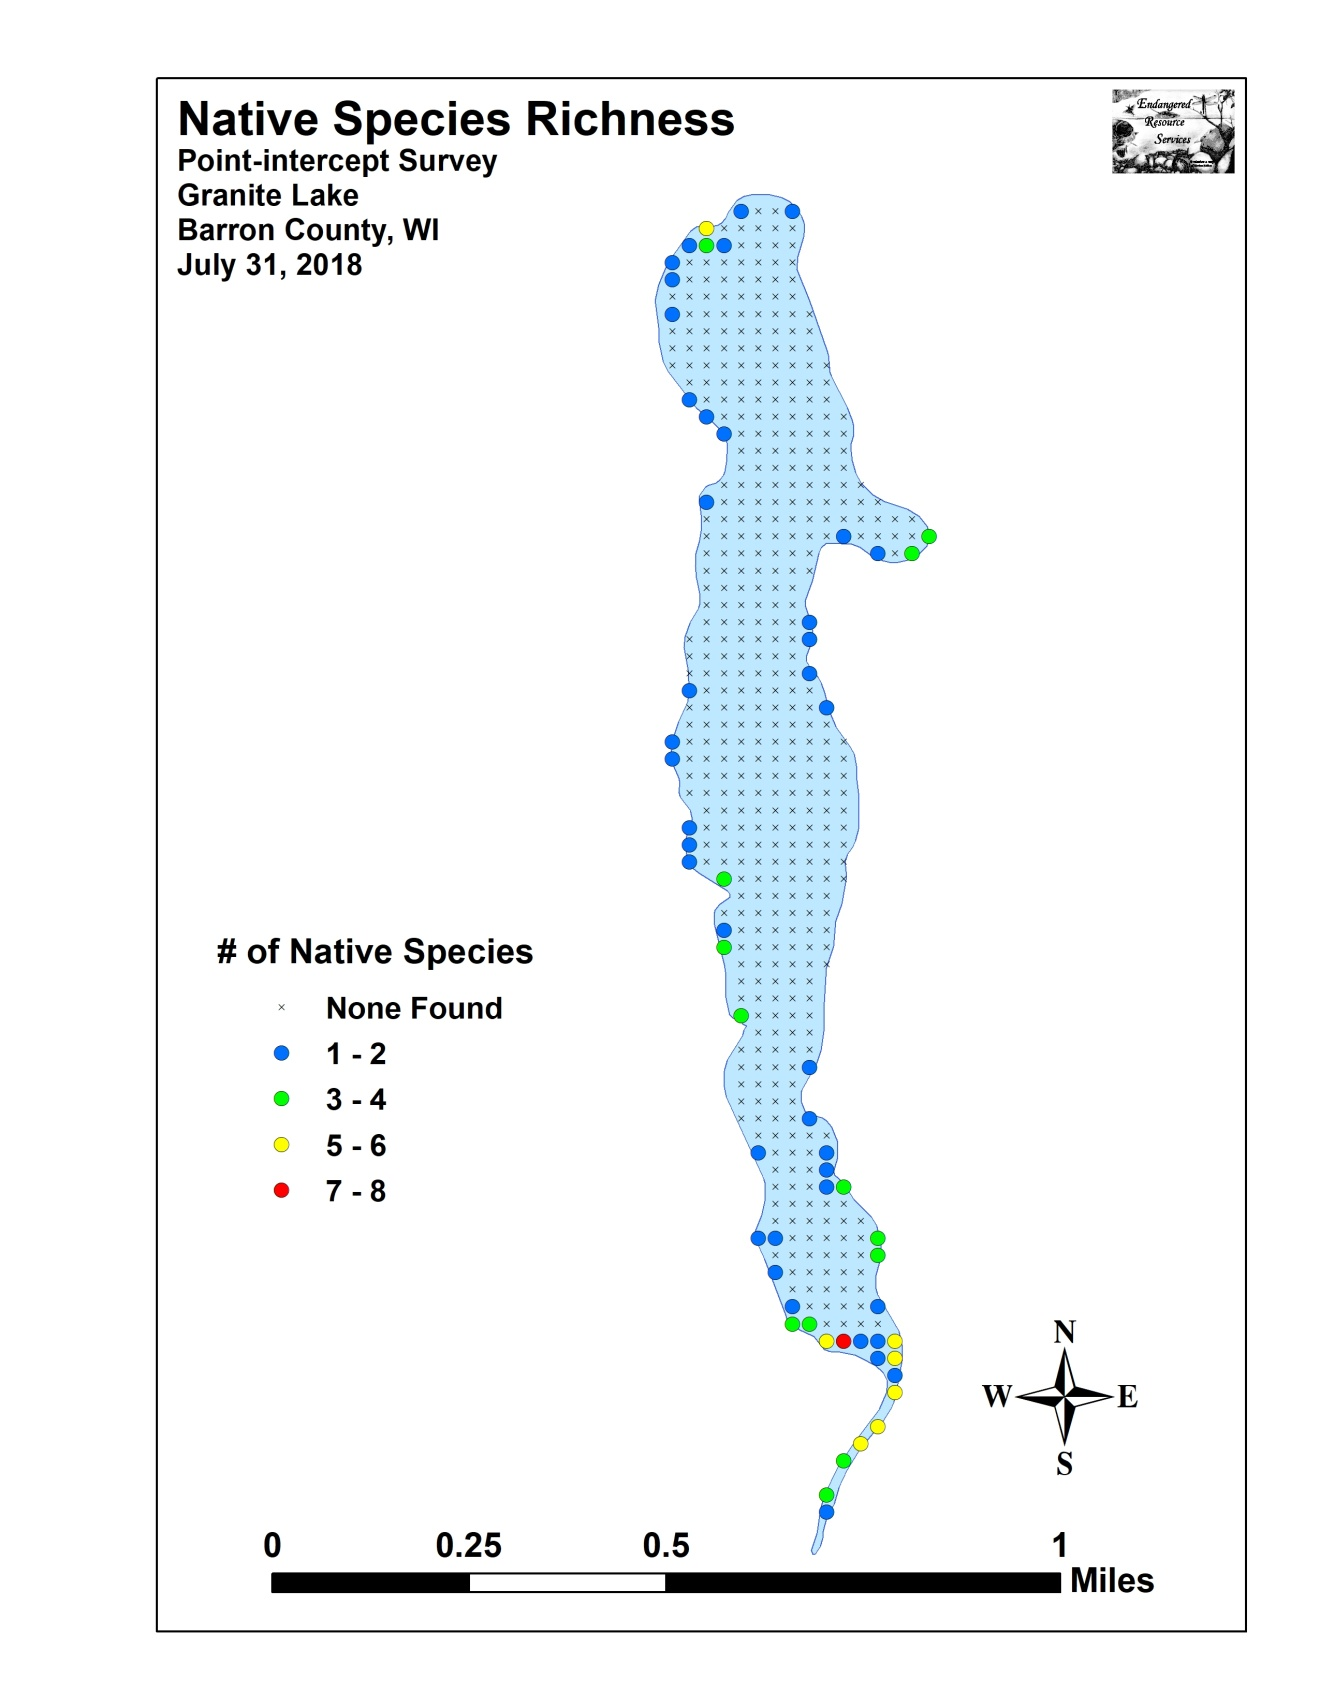 Native Species Richness
Point-intercept Survey
Granite Lake
Barron County, WI
July 31, 2018
Endangered
Resource
Services
# of Native Species
None Found
1 - 2
3 - 4
5 - 6
7 - 8
N
W E
S
0 0.25 0.5 1
Miles